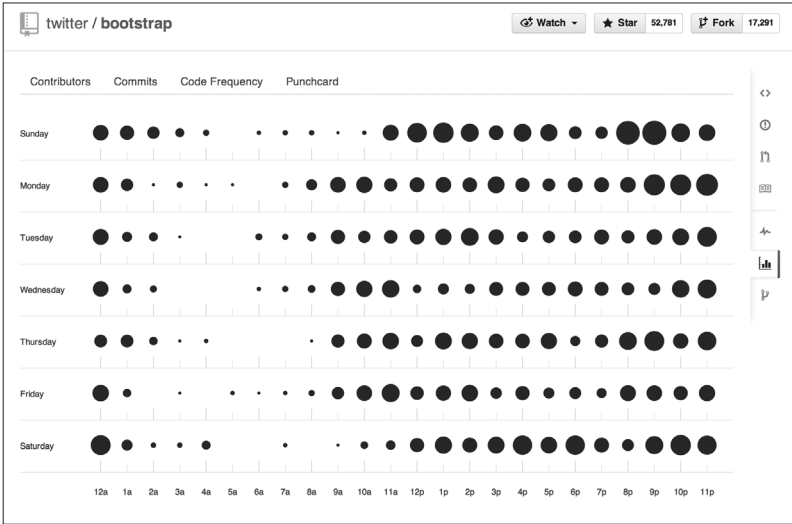 twitter / bootstrap
Watch
Star 52,781
Fork 17,291
Contributors Commits Code Frequency Punchcard
Sunday
Monday
Tuesday
Wednesday
Thursday
Friday
Saturday
12a 1a 2a 3a 4a 5a 6a 7a 8a 9a 10a 11a 12p 1p 2p 3p 4p 5p 6p 7p 8p 9p 10p 11p